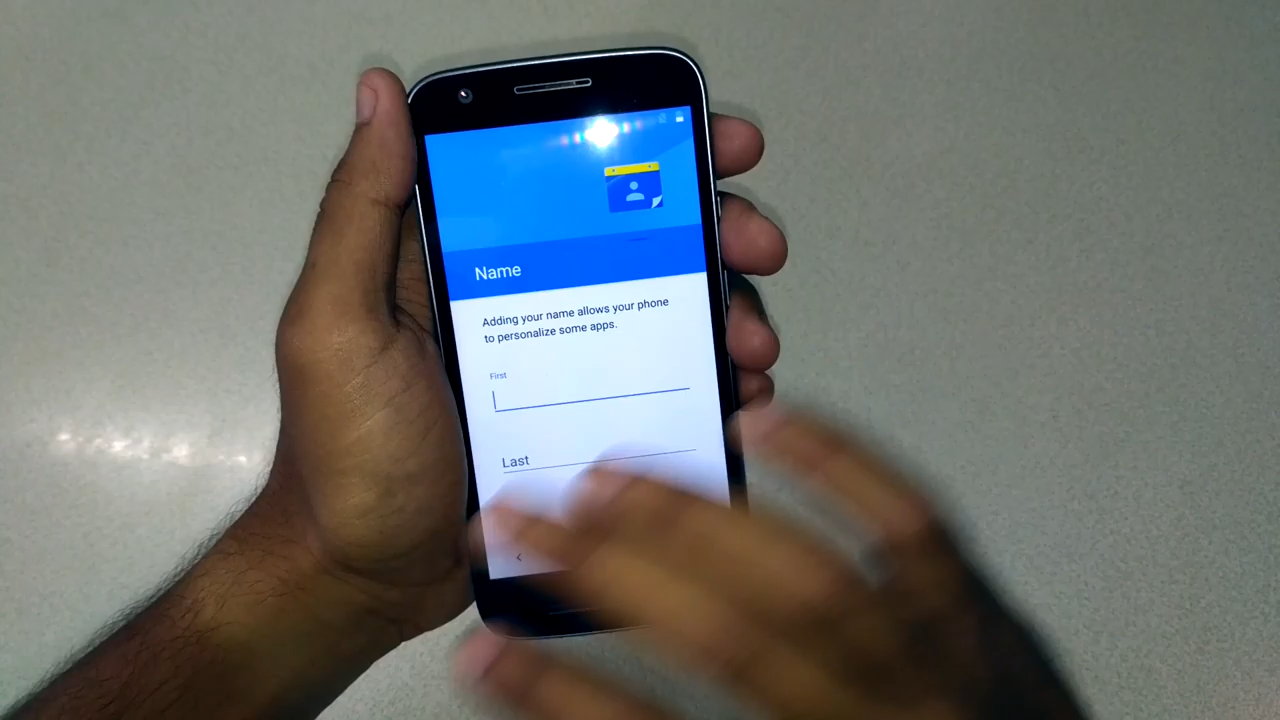 Name
Adding your name allows your phone
to personalize some apps.
First
Last